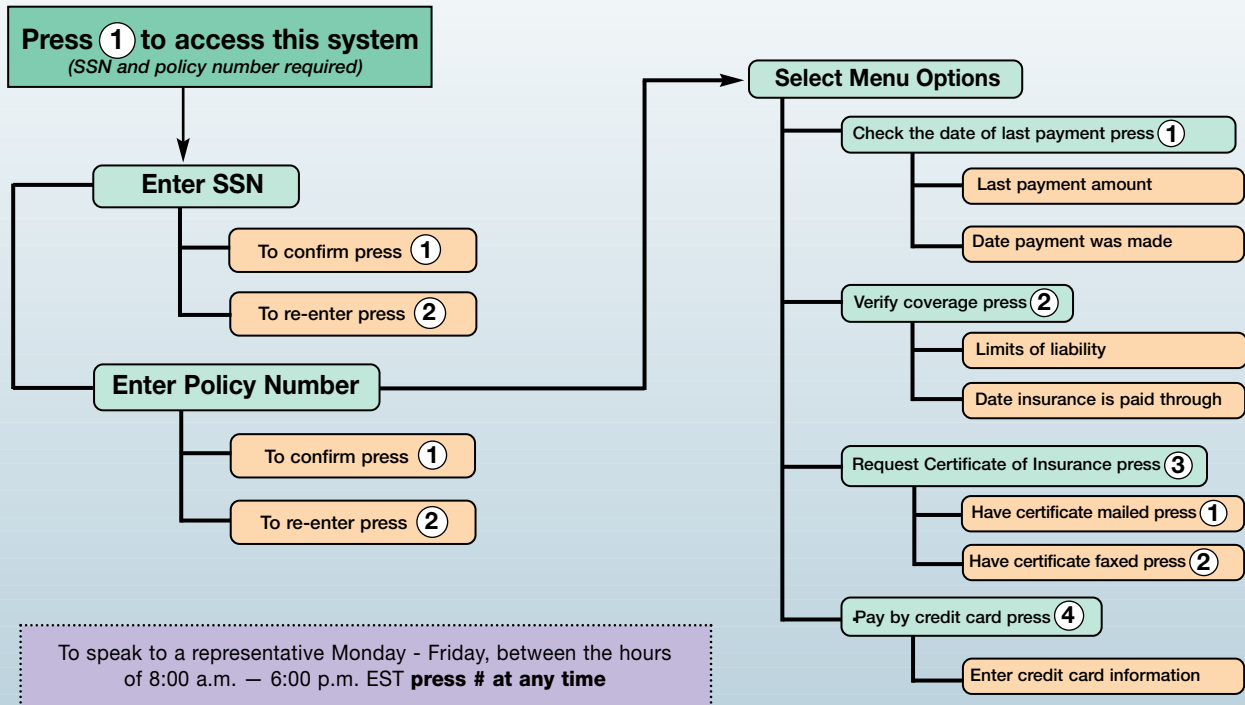 Press 1 to access this system
(SSN and policy number required)
Enter SSN
To confirm press 1
To re-enter press 2
Enter Policy Number
To confirm press 1
To re-enter press 2
Select Menu Options
Check the date of last payment press 1
Last payment amount
Date payment was made
Verify coverage press 2
Limits of liability
Date insurance is paid through
Request Certificate of Insurance press 3
Have certificate mailed press 1
Have certificate faxed press 2
Pay by credit card press 4
Enter credit card information
To speak to a representative Monday - Friday, between the hours
of 8:00 a.m. — 6:00 p.m. EST press # at any time